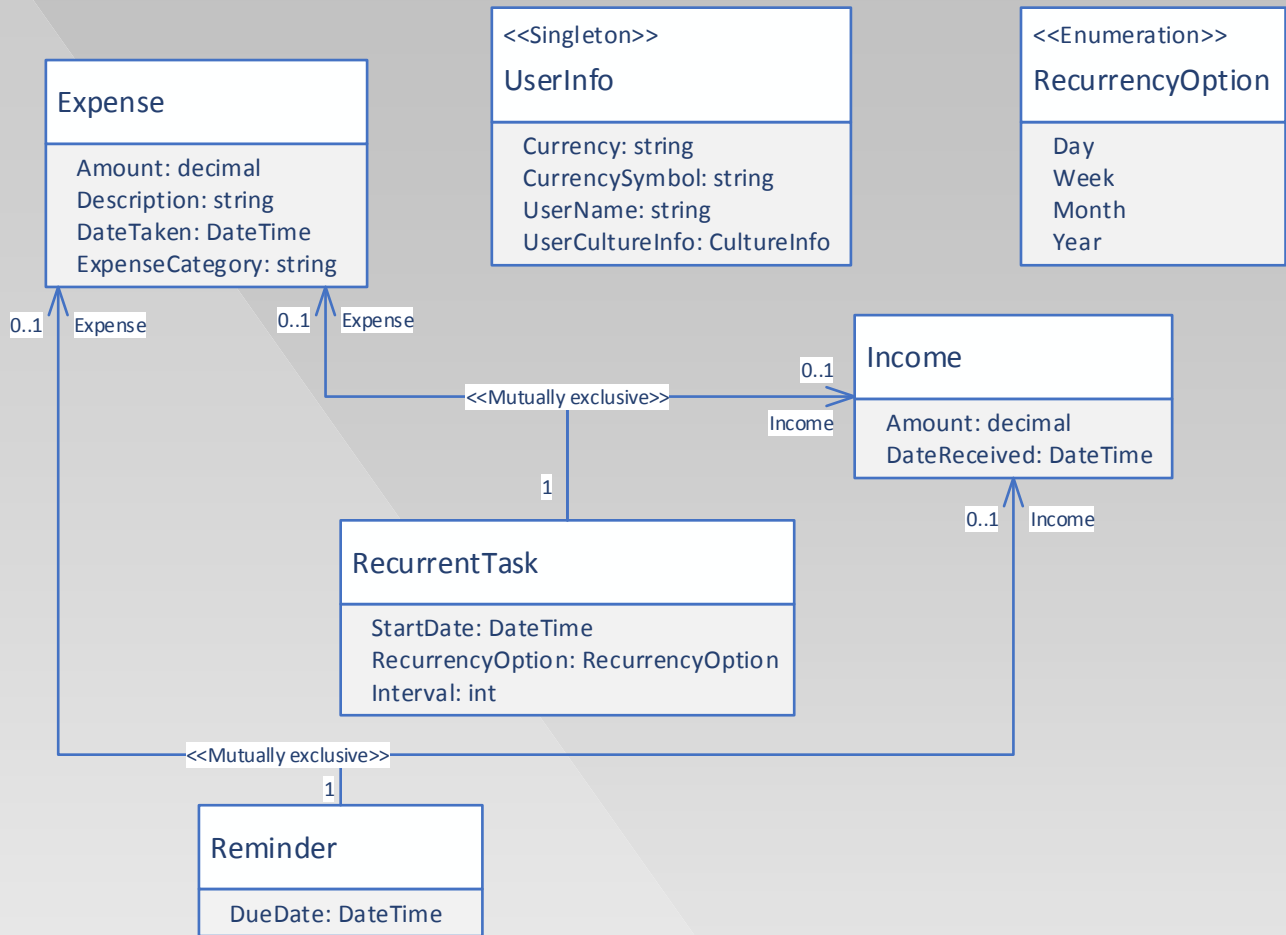 <<Singleton>>
UserInfo
Currency: string
CurrencySymbol: string
UserName: string
UserCultureInfo: CultureInfo
<<Enumeration>>
RecurrencyOption
Day
Week
Month
Year
Expense
Amount: decimal
Description: string
DateTaken: DateTime
ExpenseCategory: string
0..1
Expense
0..1
Expense
<<Mutually exclusive>>
0..1
Income
Income
Amount: decimal
DateReceived: DateTime
1
0..1
Income
RecurrentTask
StartDate: DateTime
RecurrencyOption: RecurrencyOption
Interval: int
<<Mutually exclusive>>
1
Reminder
DueDate: DateTime